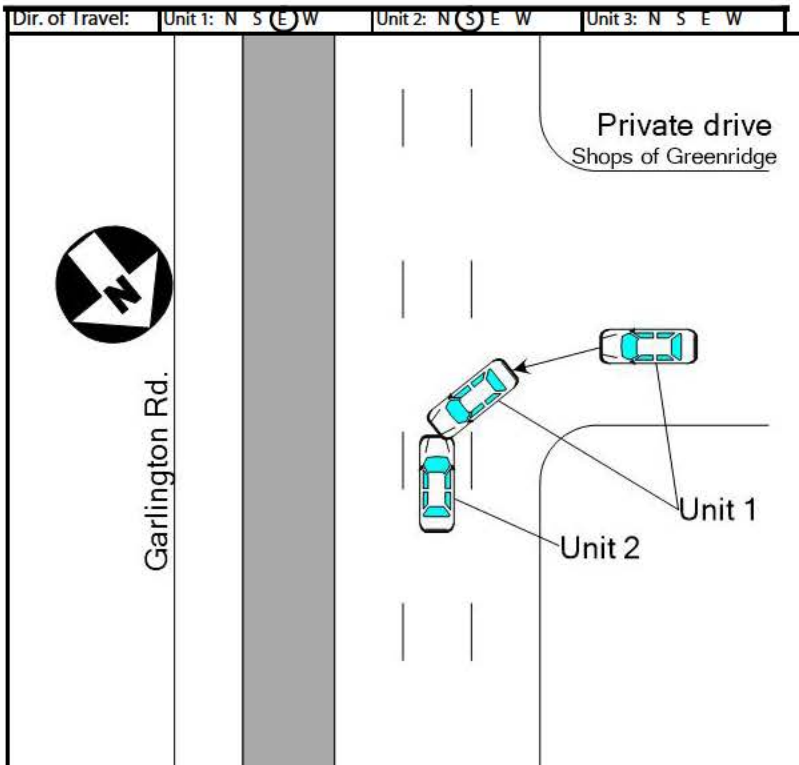 Dir. of Travel: Unit 1: N S E W Unit 2: N S E W Unit 3: N S E W
Private drive
Shops of Greenridge
N
Garlington Rd.
Unit 1
Unit 2